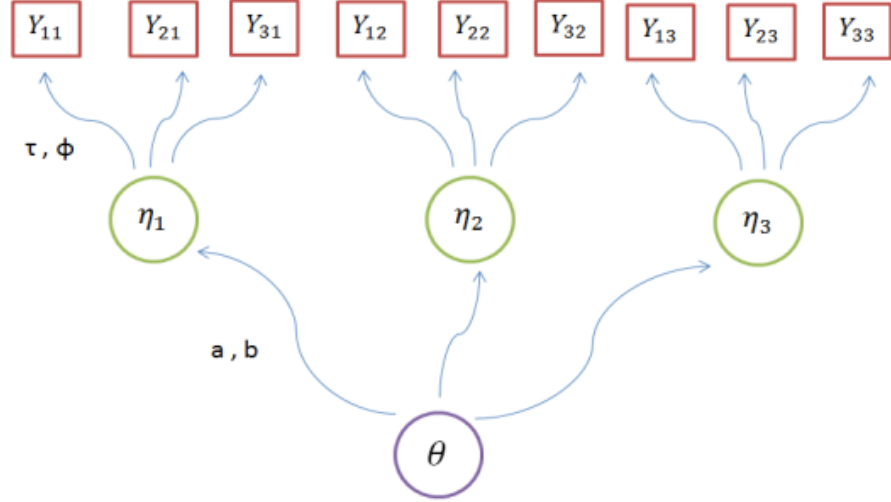 Y₁₁ Y₂₁ Y₃₁ Y₁₂ Y₂₂ Y₃₂ Y₁₃ Y₂₃ Y₃₃
τ , ϕ
η₁ η₂ η₃
a , b
θ